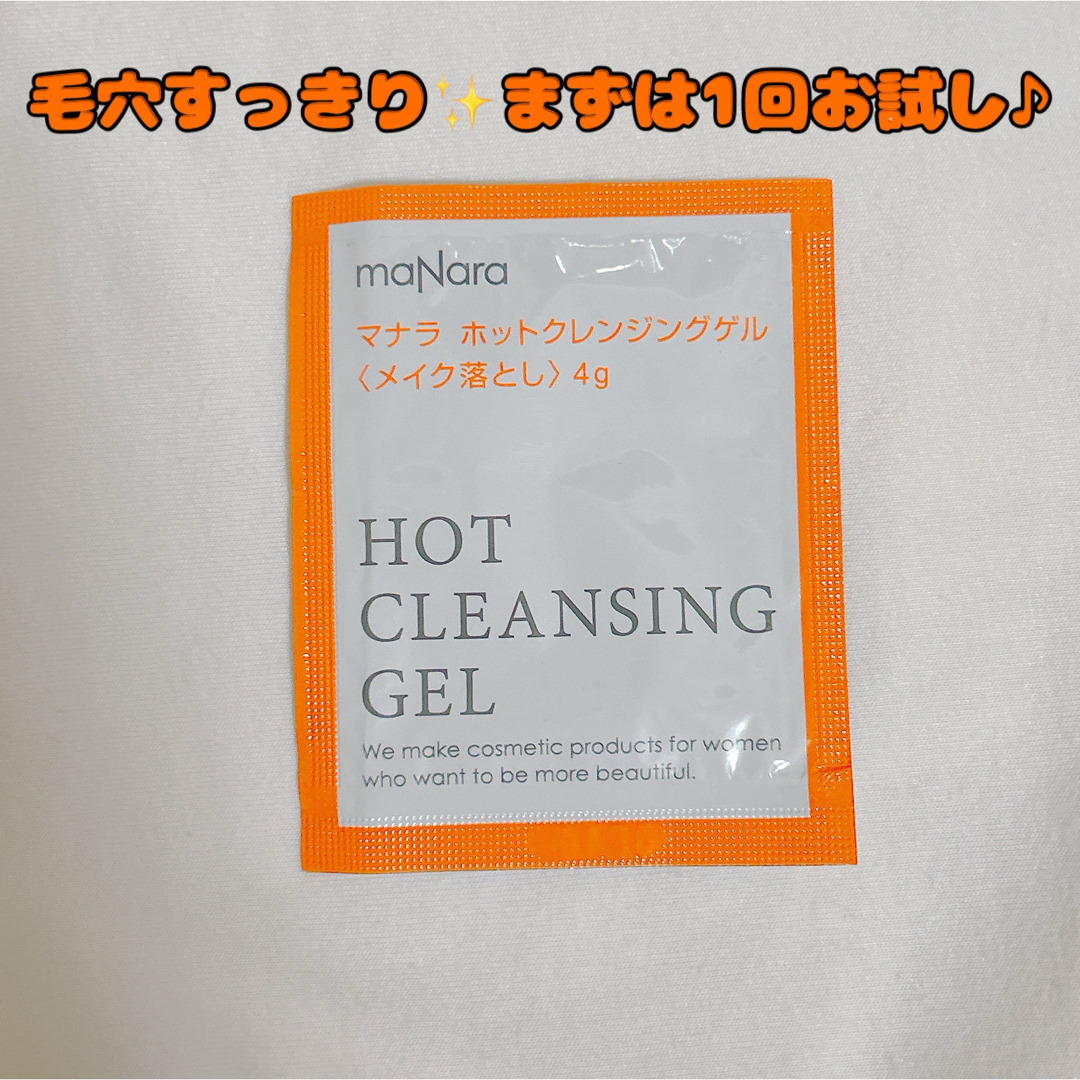 毛穴すっきり✨まずは1回お試し♪
maNara
マナラ ホットクレンジングゲル
〈メイク落とし〉4g
HOT
CLEANSING
GEL
We make cosmetic products for women
who want to be more beautiful.